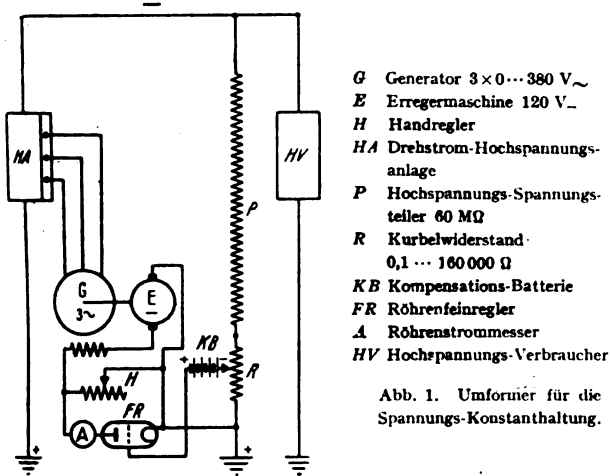 HA
P
HV
G
3~
E
KB
+
−
R
H
FR
A
+
+
+
G Generator 3×0···380 V~
E Erregermaschine 120 V_
H Handregler
HA Drehstrom-Hochspannungs-
anlage
P Hochspannungs-Spannungs-
teiler 60 MΩ
R Kurbelwiderstand
0,1 ··· 160 000 Ω
KB Kompensations-Batterie
FR Röhrenfeinregler
A Röhrenstrommesser
HV Hochspannungs-Verbraucher
Abb. 1. Umformer für die
Spannungs-Konstanthaltung.